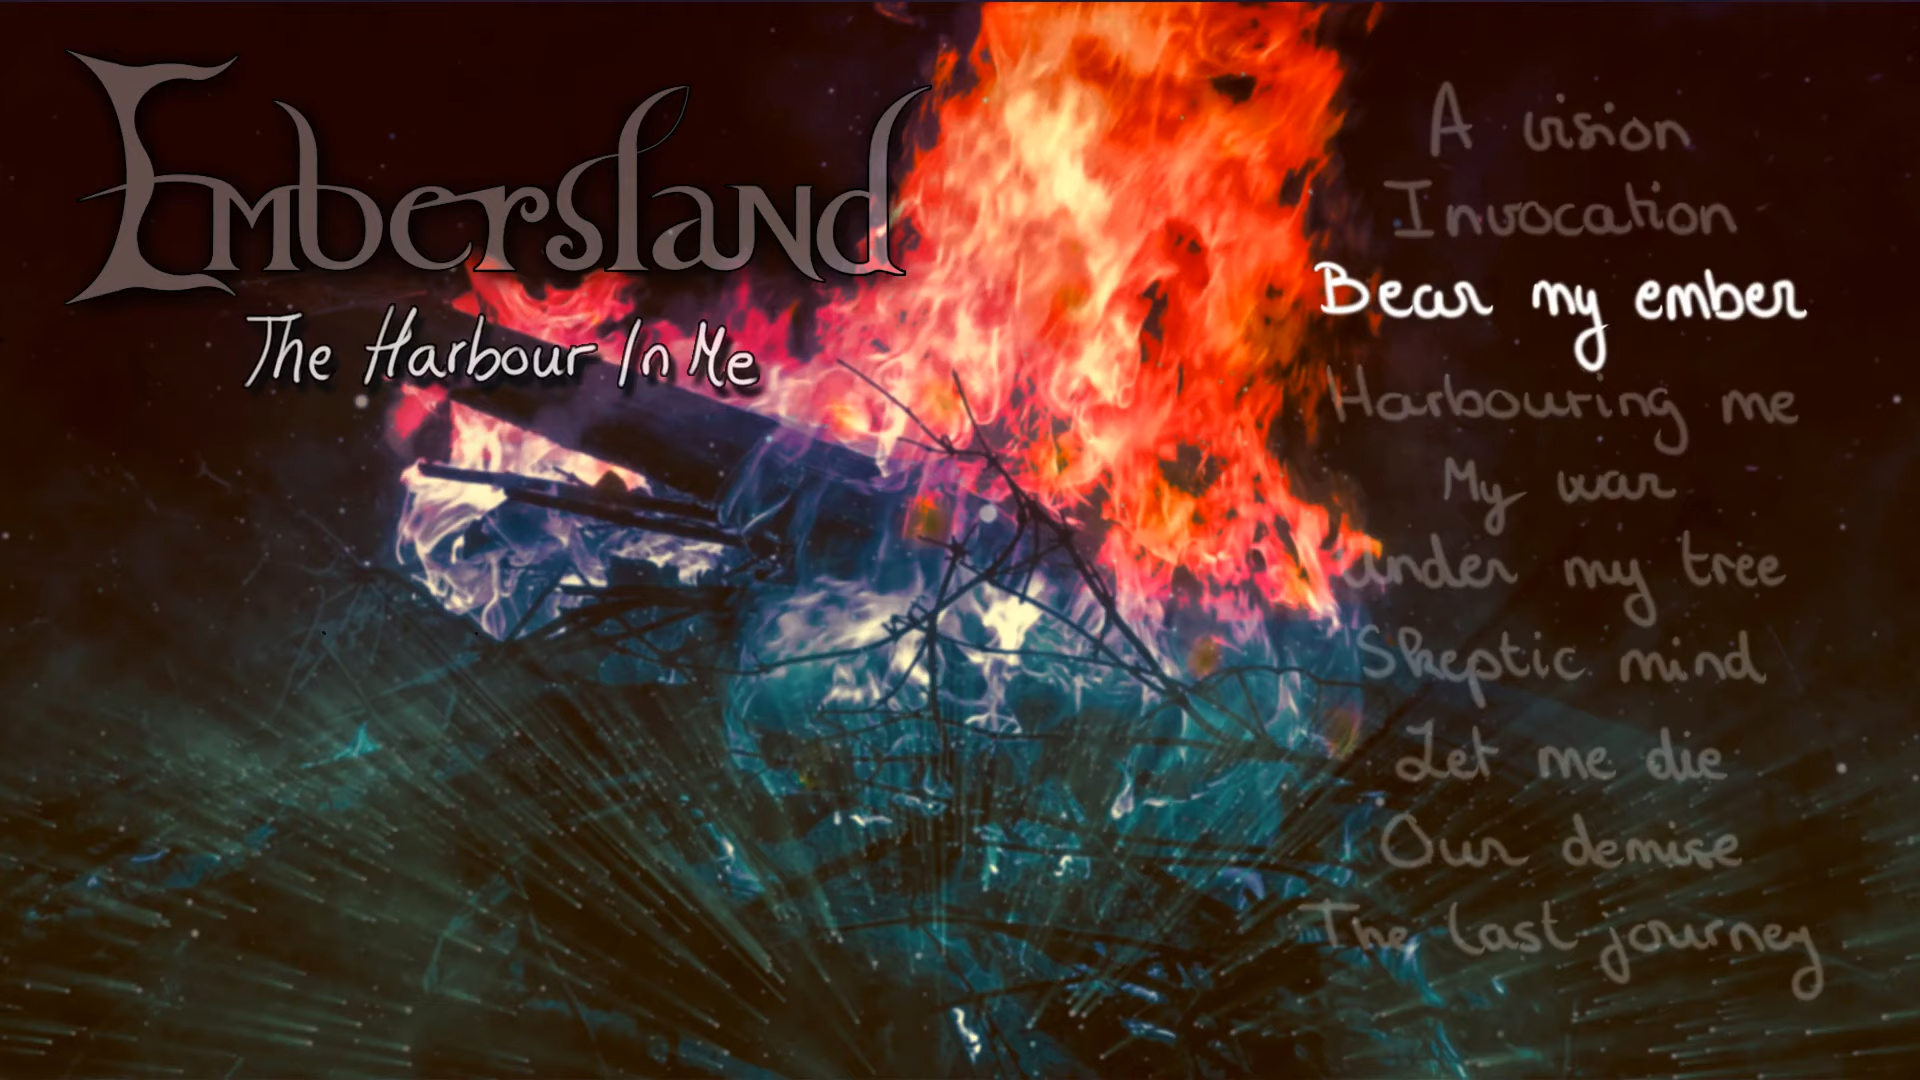 Embersland
The Harbour In Me
A vision
Invocation
Bear my ember
Harbouring me
My war
under my tree
Skeptic mind
Let me die
Our demise
The last journey